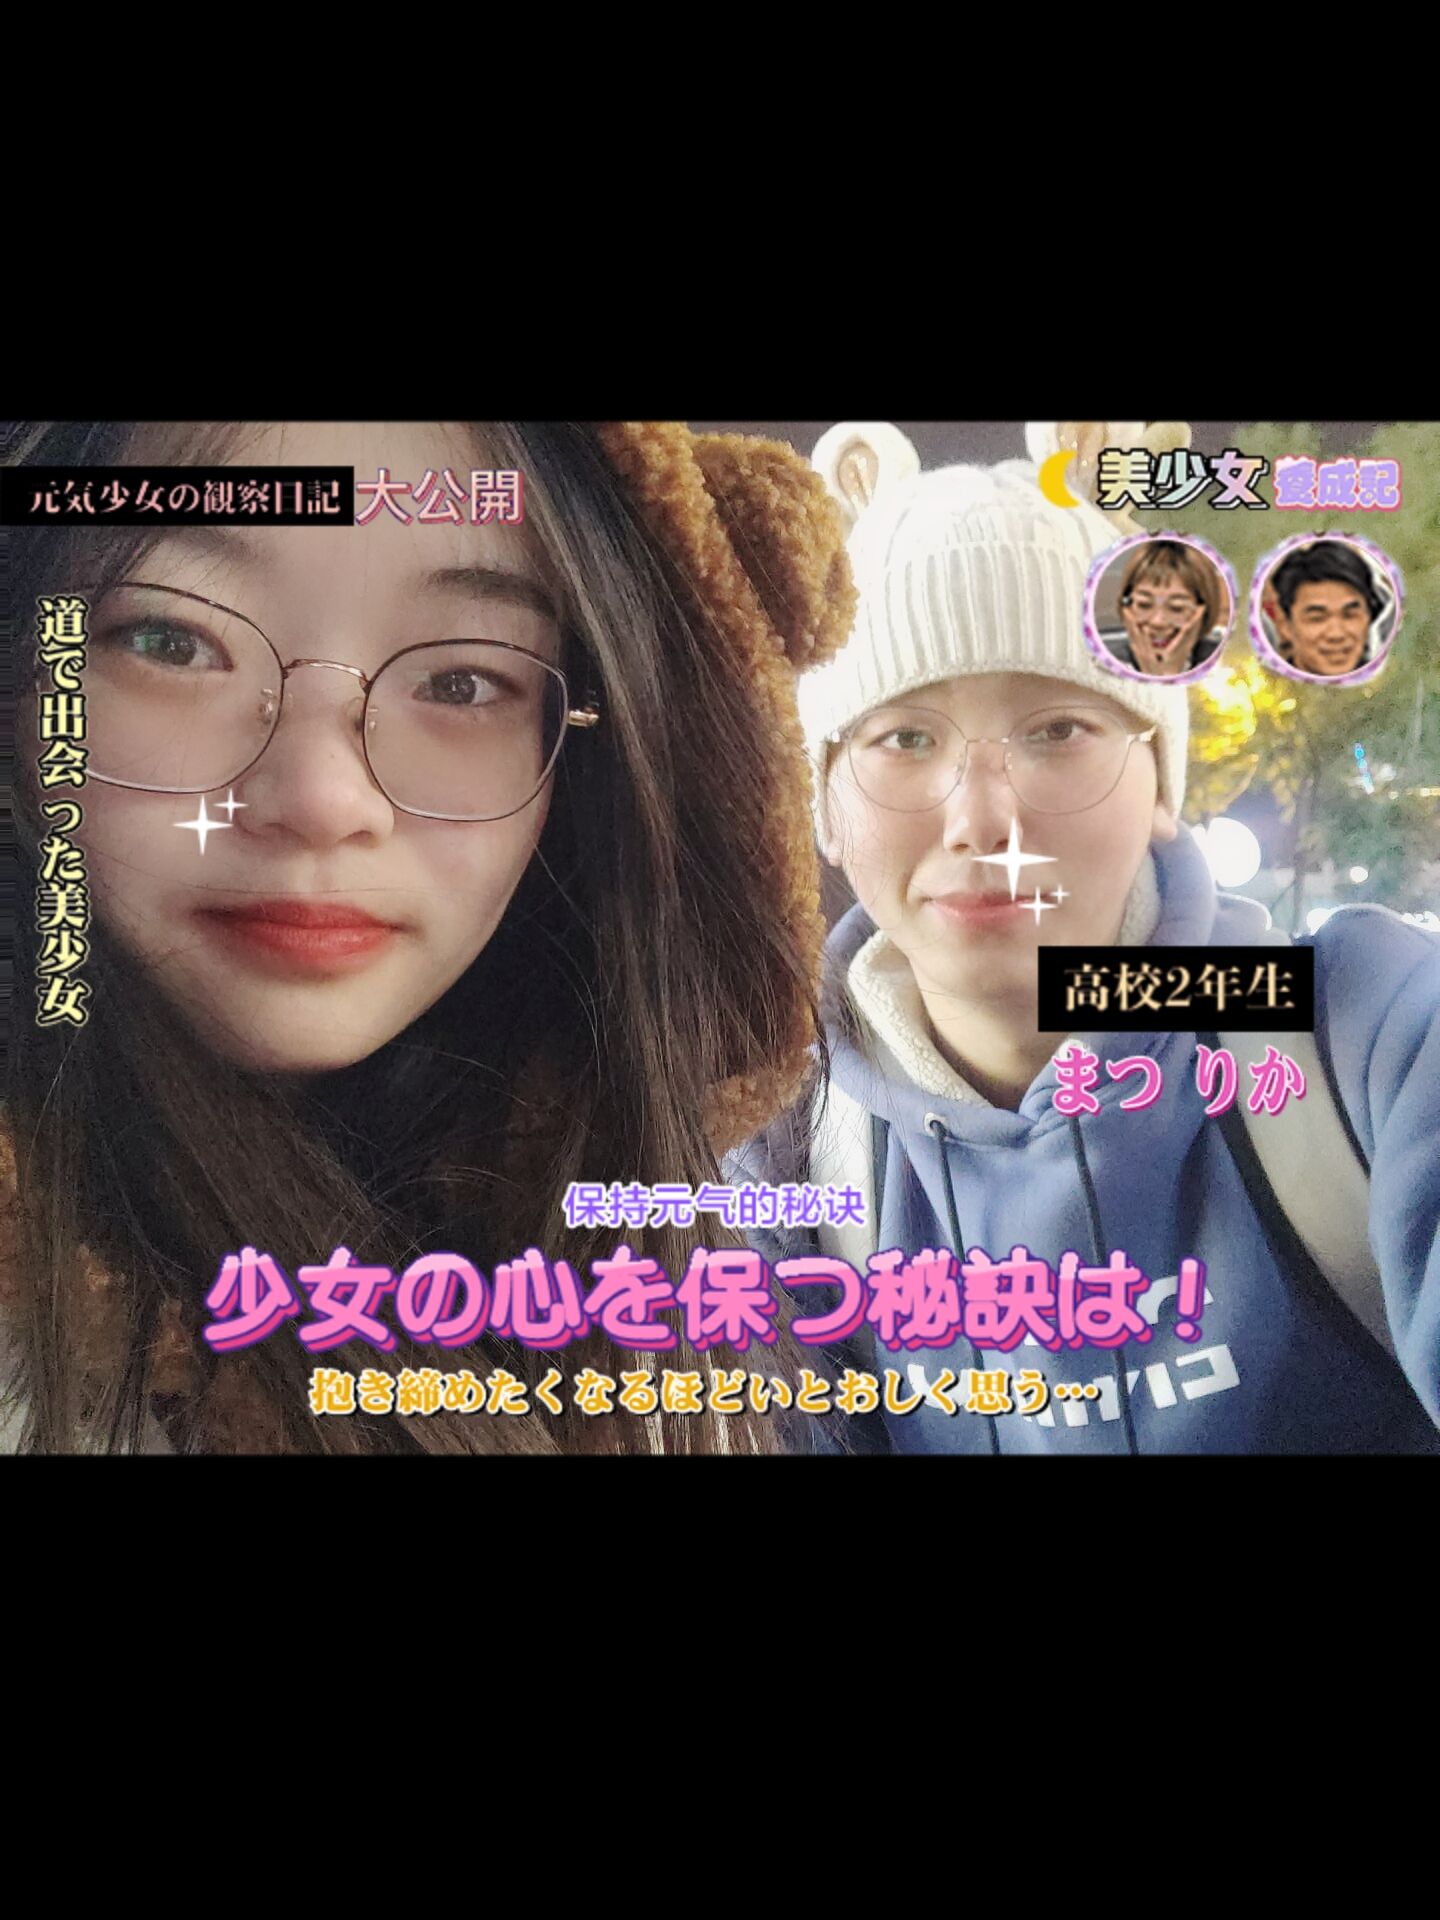 元気少女の観察日記大公開
美少女養成記
道で出会った美少女
高校2年生
まつ りか
保持元气的秘诀
少女の心を保つ秘訣は！
抱き締めたくなるほどいとおしく思う…